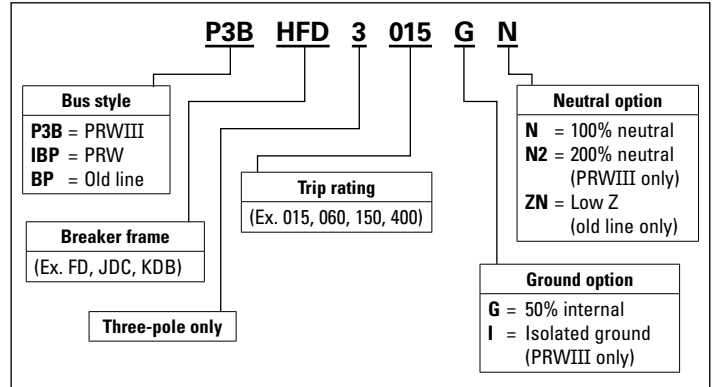 P3B HFD 3 015 G N
Bus style
P3B = PRWIII
IBP = PRW
BP = Old line
Breaker frame
(Ex. FD, JDC, KDB)
Three-pole only
Trip rating
(Ex. 015, 060, 150, 400)
Neutral option
N = 100% neutral
N2 = 200% neutral
(PRWIII only)
ZN = Low Z
(old line only)
Ground option
G = 50% internal
I = Isolated ground
(PRWIII only)